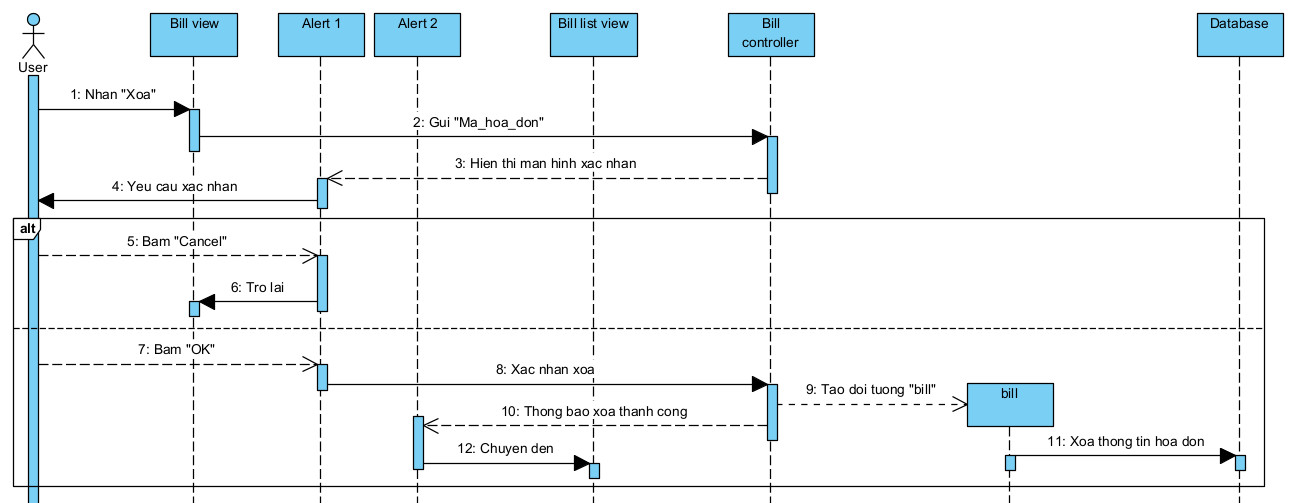 User
Bill view
Alert 1
Alert 2
Bill list view
Bill
controller
Database
1: Nhan "Xoa"
2: Gui "Ma_hoa_don"
3: Hien thi man hinh xac nhan
4: Yeu cau xac nhan
alt
5: Bam "Cancel"
6: Tro lai
7: Bam "OK"
8: Xac nhan xoa
9: Tao doi tuong "bill"
bill
10: Thong bao xoa thanh cong
11: Xoa thong tin hoa don
12: Chuyen den